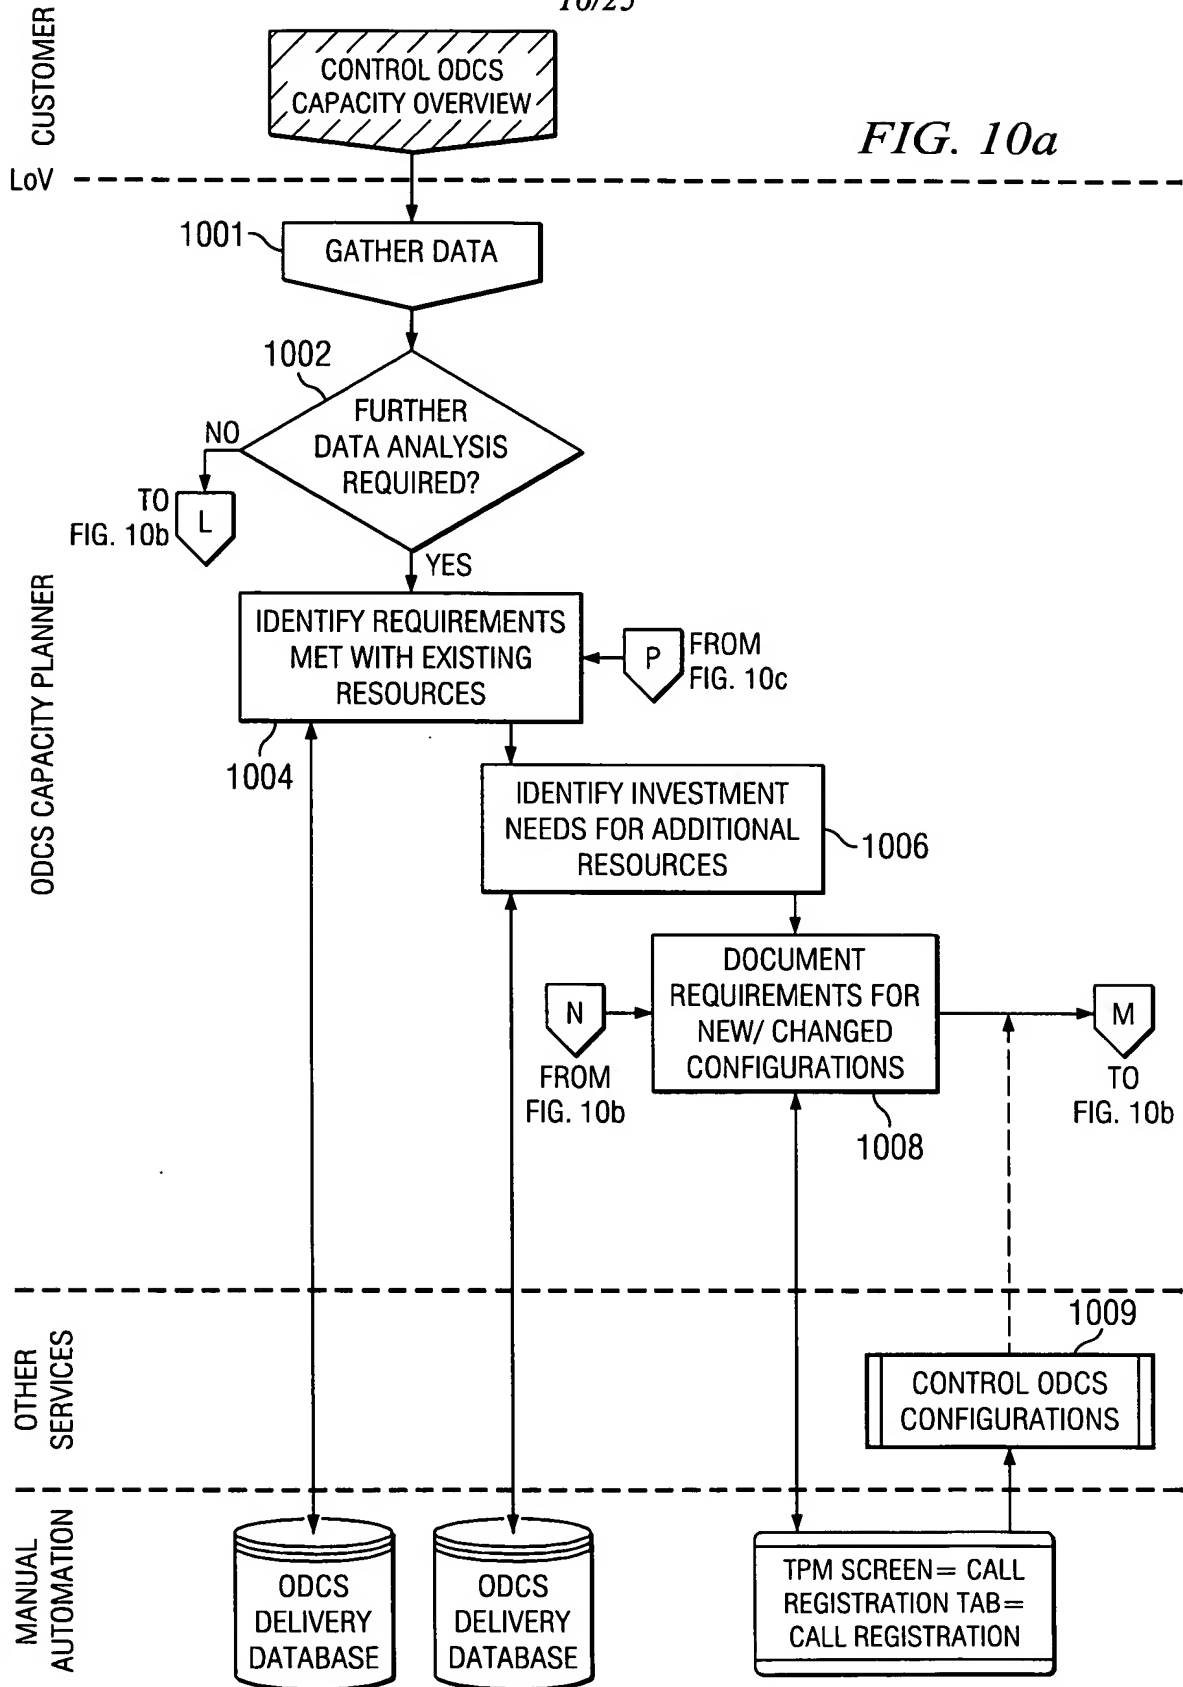 16/25
CUSTOMER
CONTROL ODCS
CAPACITY OVERVIEW
FIG. 10a
LoV
1001
GATHER DATA
1002
FURTHER
DATA ANALYSIS
REQUIRED?
NO
TO
FIG. 10b
L
YES
ODCS CAPACITY PLANNER
IDENTIFY REQUIREMENTS
MET WITH EXISTING
RESOURCES
P
FROM
FIG. 10c
1004
IDENTIFY INVESTMENT
NEEDS FOR ADDITIONAL
RESOURCES
1006
DOCUMENT
REQUIREMENTS FOR
NEW/ CHANGED
CONFIGURATIONS
N
FROM
FIG. 10b
M
TO
FIG. 10b
1008
OTHER
SERVICES
1009
CONTROL ODCS
CONFIGURATIONS
MANUAL
AUTOMATION
ODCS
DELIVERY
DATABASE
ODCS
DELIVERY
DATABASE
TPM SCREEN= CALL
REGISTRATION TAB=
CALL REGISTRATION